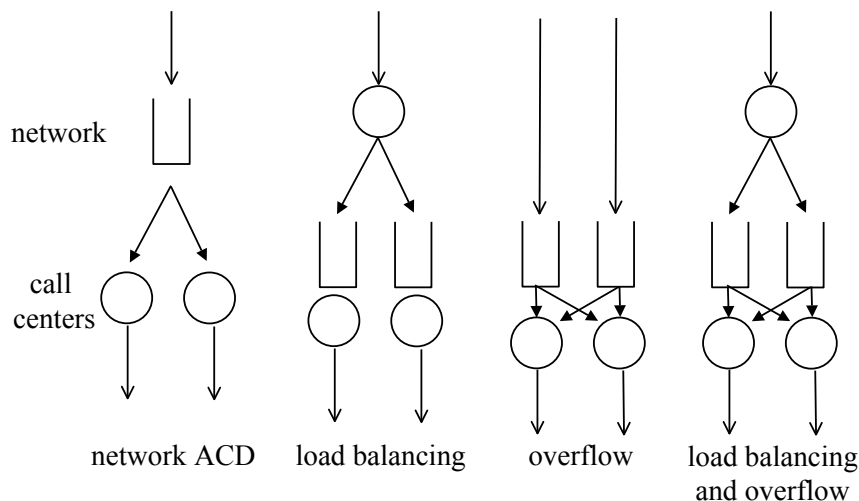 network
call
centers
network ACD
load balancing
overflow
load balancing
and overflow